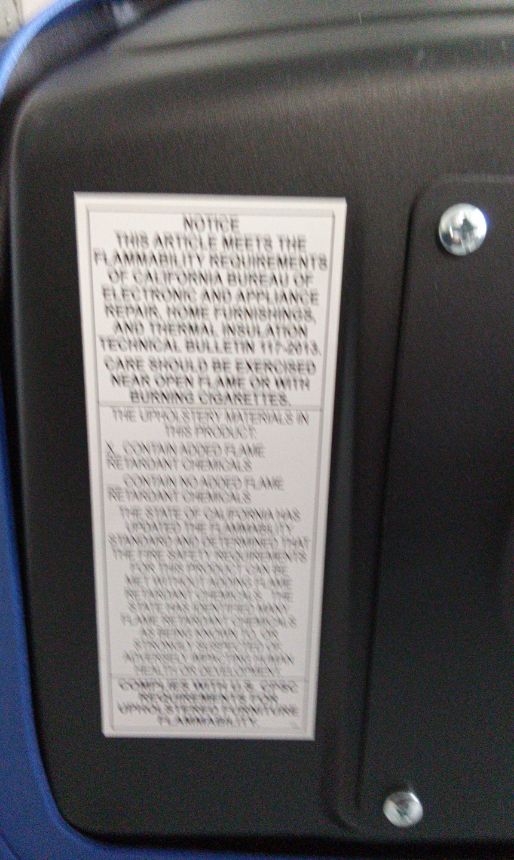 NOTICE
THIS ARTICLE MEETS THE
FLAMMABILITY REQUIREMENTS
OF CALIFORNIA BUREAU OF
ELECTRONIC AND APPLIANCE
REPAIR, HOME FURNISHINGS,
AND THERMAL INSULATION
TECHNICAL BULLETIN 117-2013.
CARE SHOULD BE EXERCISED
NEAR OPEN FLAME OR WITH
BURNING CIGARETTES.
THE UPHOLSTERY MATERIALS IN
THIS PRODUCT:
X CONTAIN ADDED FLAME
RETARDANT CHEMICALS
CONTAIN NO ADDED FLAME
RETARDANT CHEMICALS
THE STATE OF CALIFORNIA HAS
UPDATED THE FLAMMABILITY
STANDARD AND DETERMINED THAT
THE FIRE SAFETY REQUIREMENTS
FOR THIS PRODUCT CAN BE
MET WITHOUT ADDING FLAME
RETARDANT CHEMICALS. THE
STATE HAS IDENTIFIED MANY
FLAME RETARDANT CHEMICALS
AS BEING KNOWN TO, OR
STRONGLY SUSPECTED OF,
ADVERSELY IMPACTING HUMAN
HEALTH OR DEVELOPMENT.
COMPLIES WITH U.S. CPSC
REQUIREMENTS FOR
UPHOLSTERED FURNITURE
FLAMMABILITY.